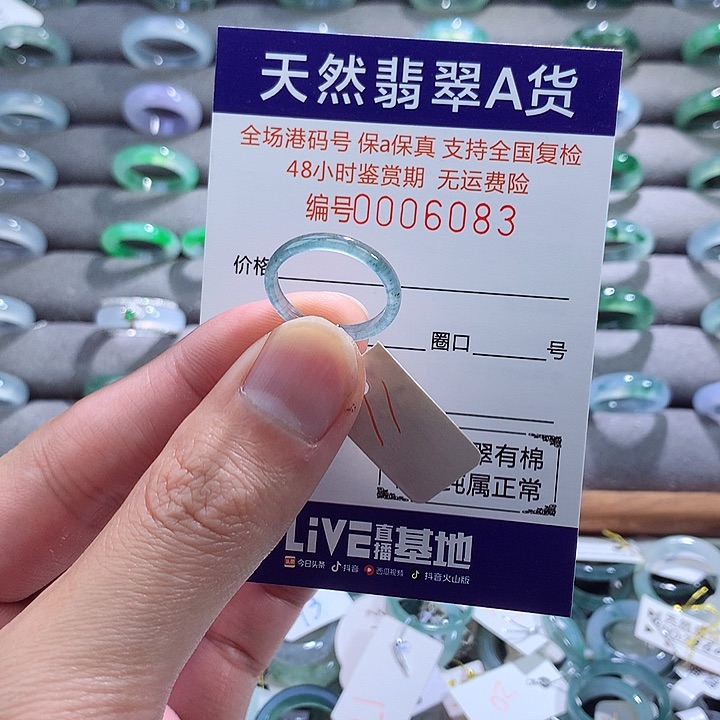 天然翡翠A货
全场港码号 保a保真 支持全国复检
48小时鉴赏期 无运费险
编号0006083
价格
圈口 号
翠有棉
纯属正常
LiVE直播基地
今日头条 抖音 西瓜视频 抖音火山版
11